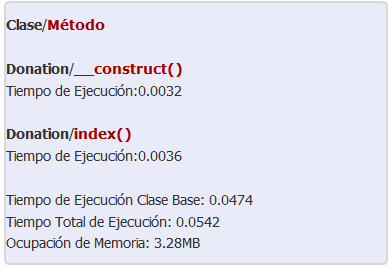 Clase/Método
Donation/__construct()
Tiempo de Ejecución:0.0032
Donation/index()
Tiempo de Ejecución:0.0036
Tiempo de Ejecución Clase Base: 0.0474
Tiempo Total de Ejecución: 0.0542
Ocupación de Memoria: 3.28MB